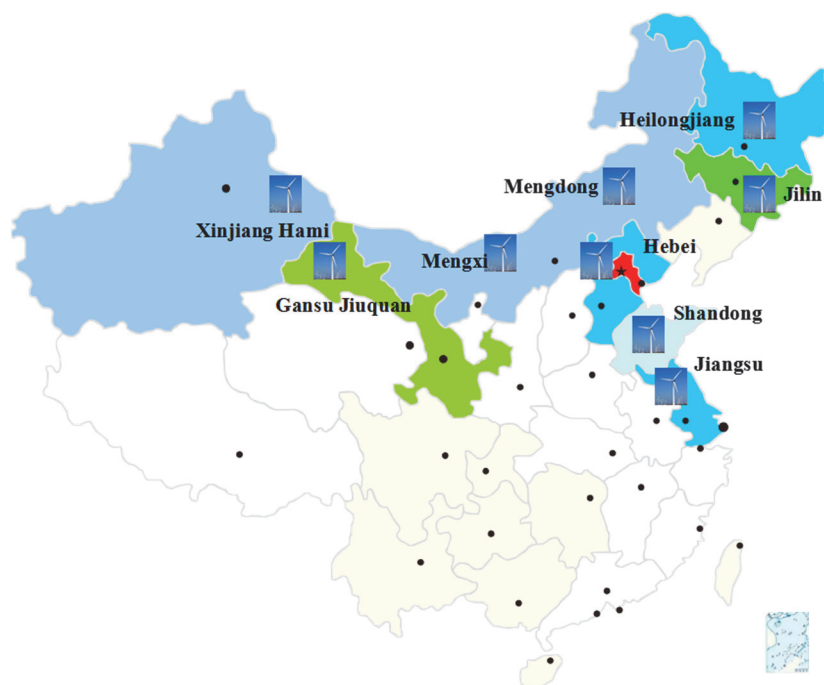 Heilongjiang
Mengdong
Jilin
Xinjiang Hami
Mengxi
Hebei
Gansu Jiuquan
Shandong
Jiangsu